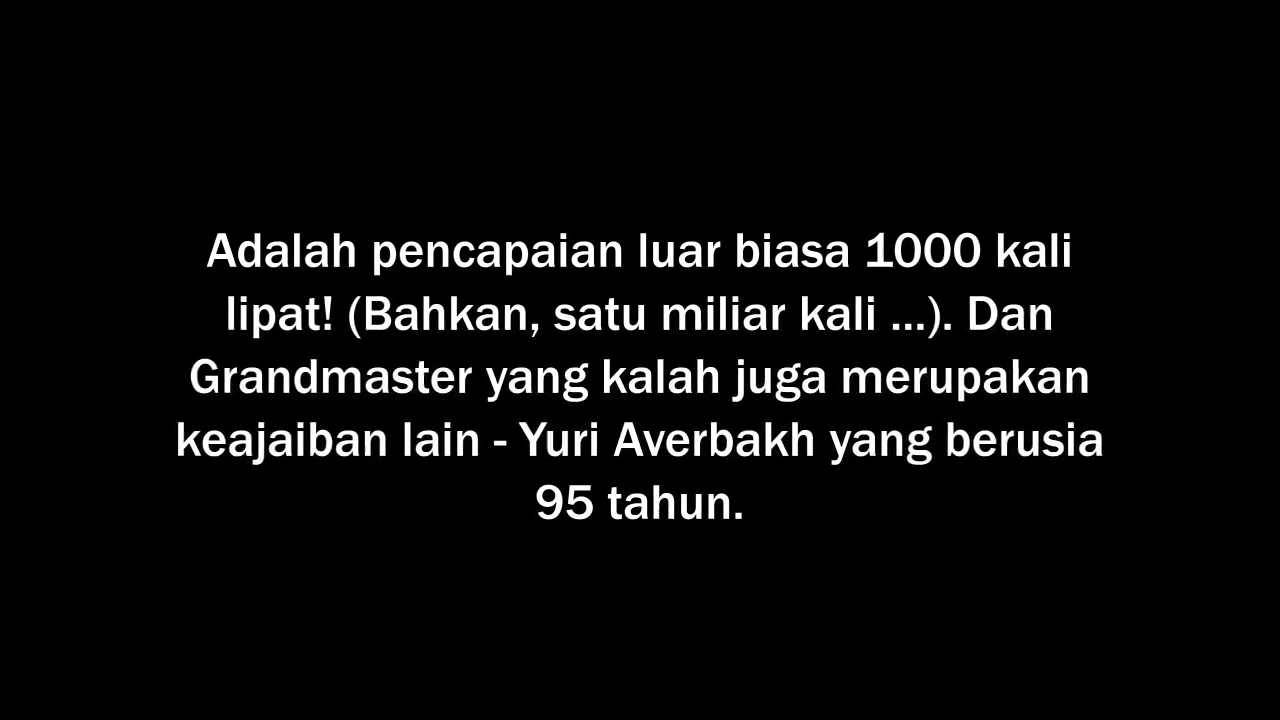 Adalah pencapaian luar biasa 1000 kali
lipat! (Bahkan, satu miliar kali ...). Dan
Grandmaster yang kalah juga merupakan
keajaiban lain - Yuri Averbakh yang berusia
95 tahun.